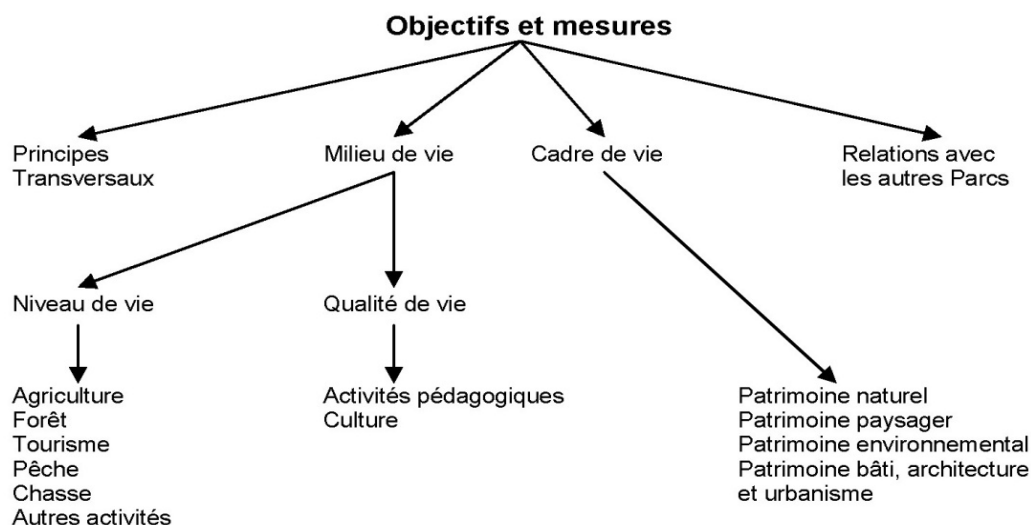 Objectifs et mesures
Principes
Transversaux
Milieu de vie
Cadre de vie
Relations avec
les autres Parcs
Niveau de vie
Qualité de vie
Agriculture
Forêt
Tourisme
Pêche
Chasse
Autres activités
Activités pédagogiques
Culture
Patrimoine naturel
Patrimoine paysager
Patrimoine environnemental
Patrimoine bâti, architecture
et urbanisme